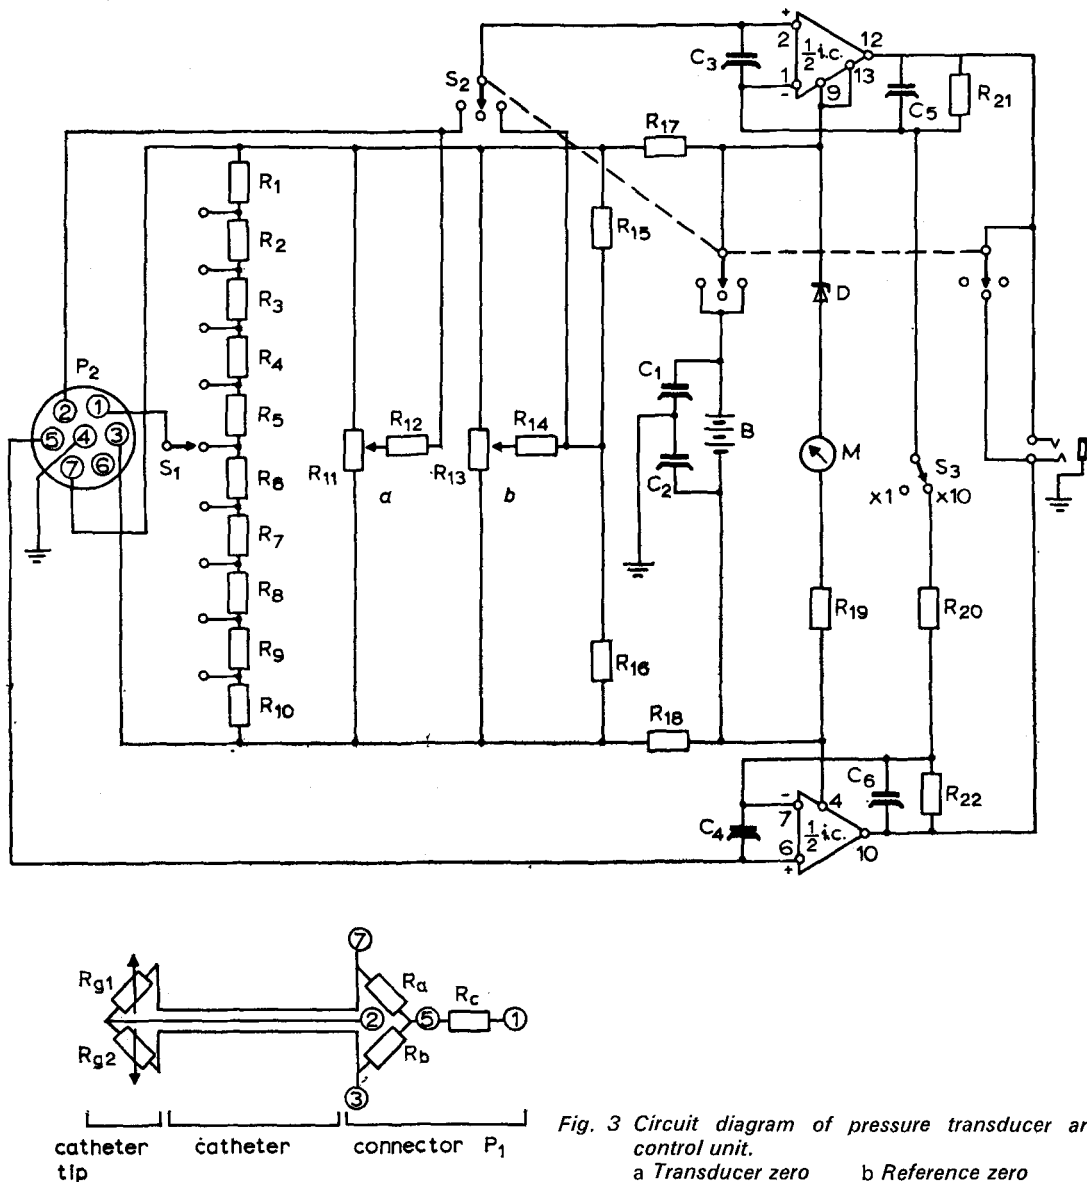 +
2
1/2 i.c.
12
C3
1
-
9
13
C5
R21
S2
R17
R1
R2
R15
R3
D
P2
R4
C1
2
1
R5
R12
R14
B
5
4
3
M
S1
R11
R13
S3
7
6
R6
a
b
C2
x1
x10
R7
R8
R19
R20
R9
R16
R10
R18
C6
-
4
7
R22
C4
1/2 i.c.
6
10
+
7
Rg1
Ra
Rc
2
5
1
Rg2
Rb
3
catheter tip
catheter
connector P1
Fig. 3 Circuit diagram of pressure transducer ar
control unit.
a Transducer zero b Reference zero